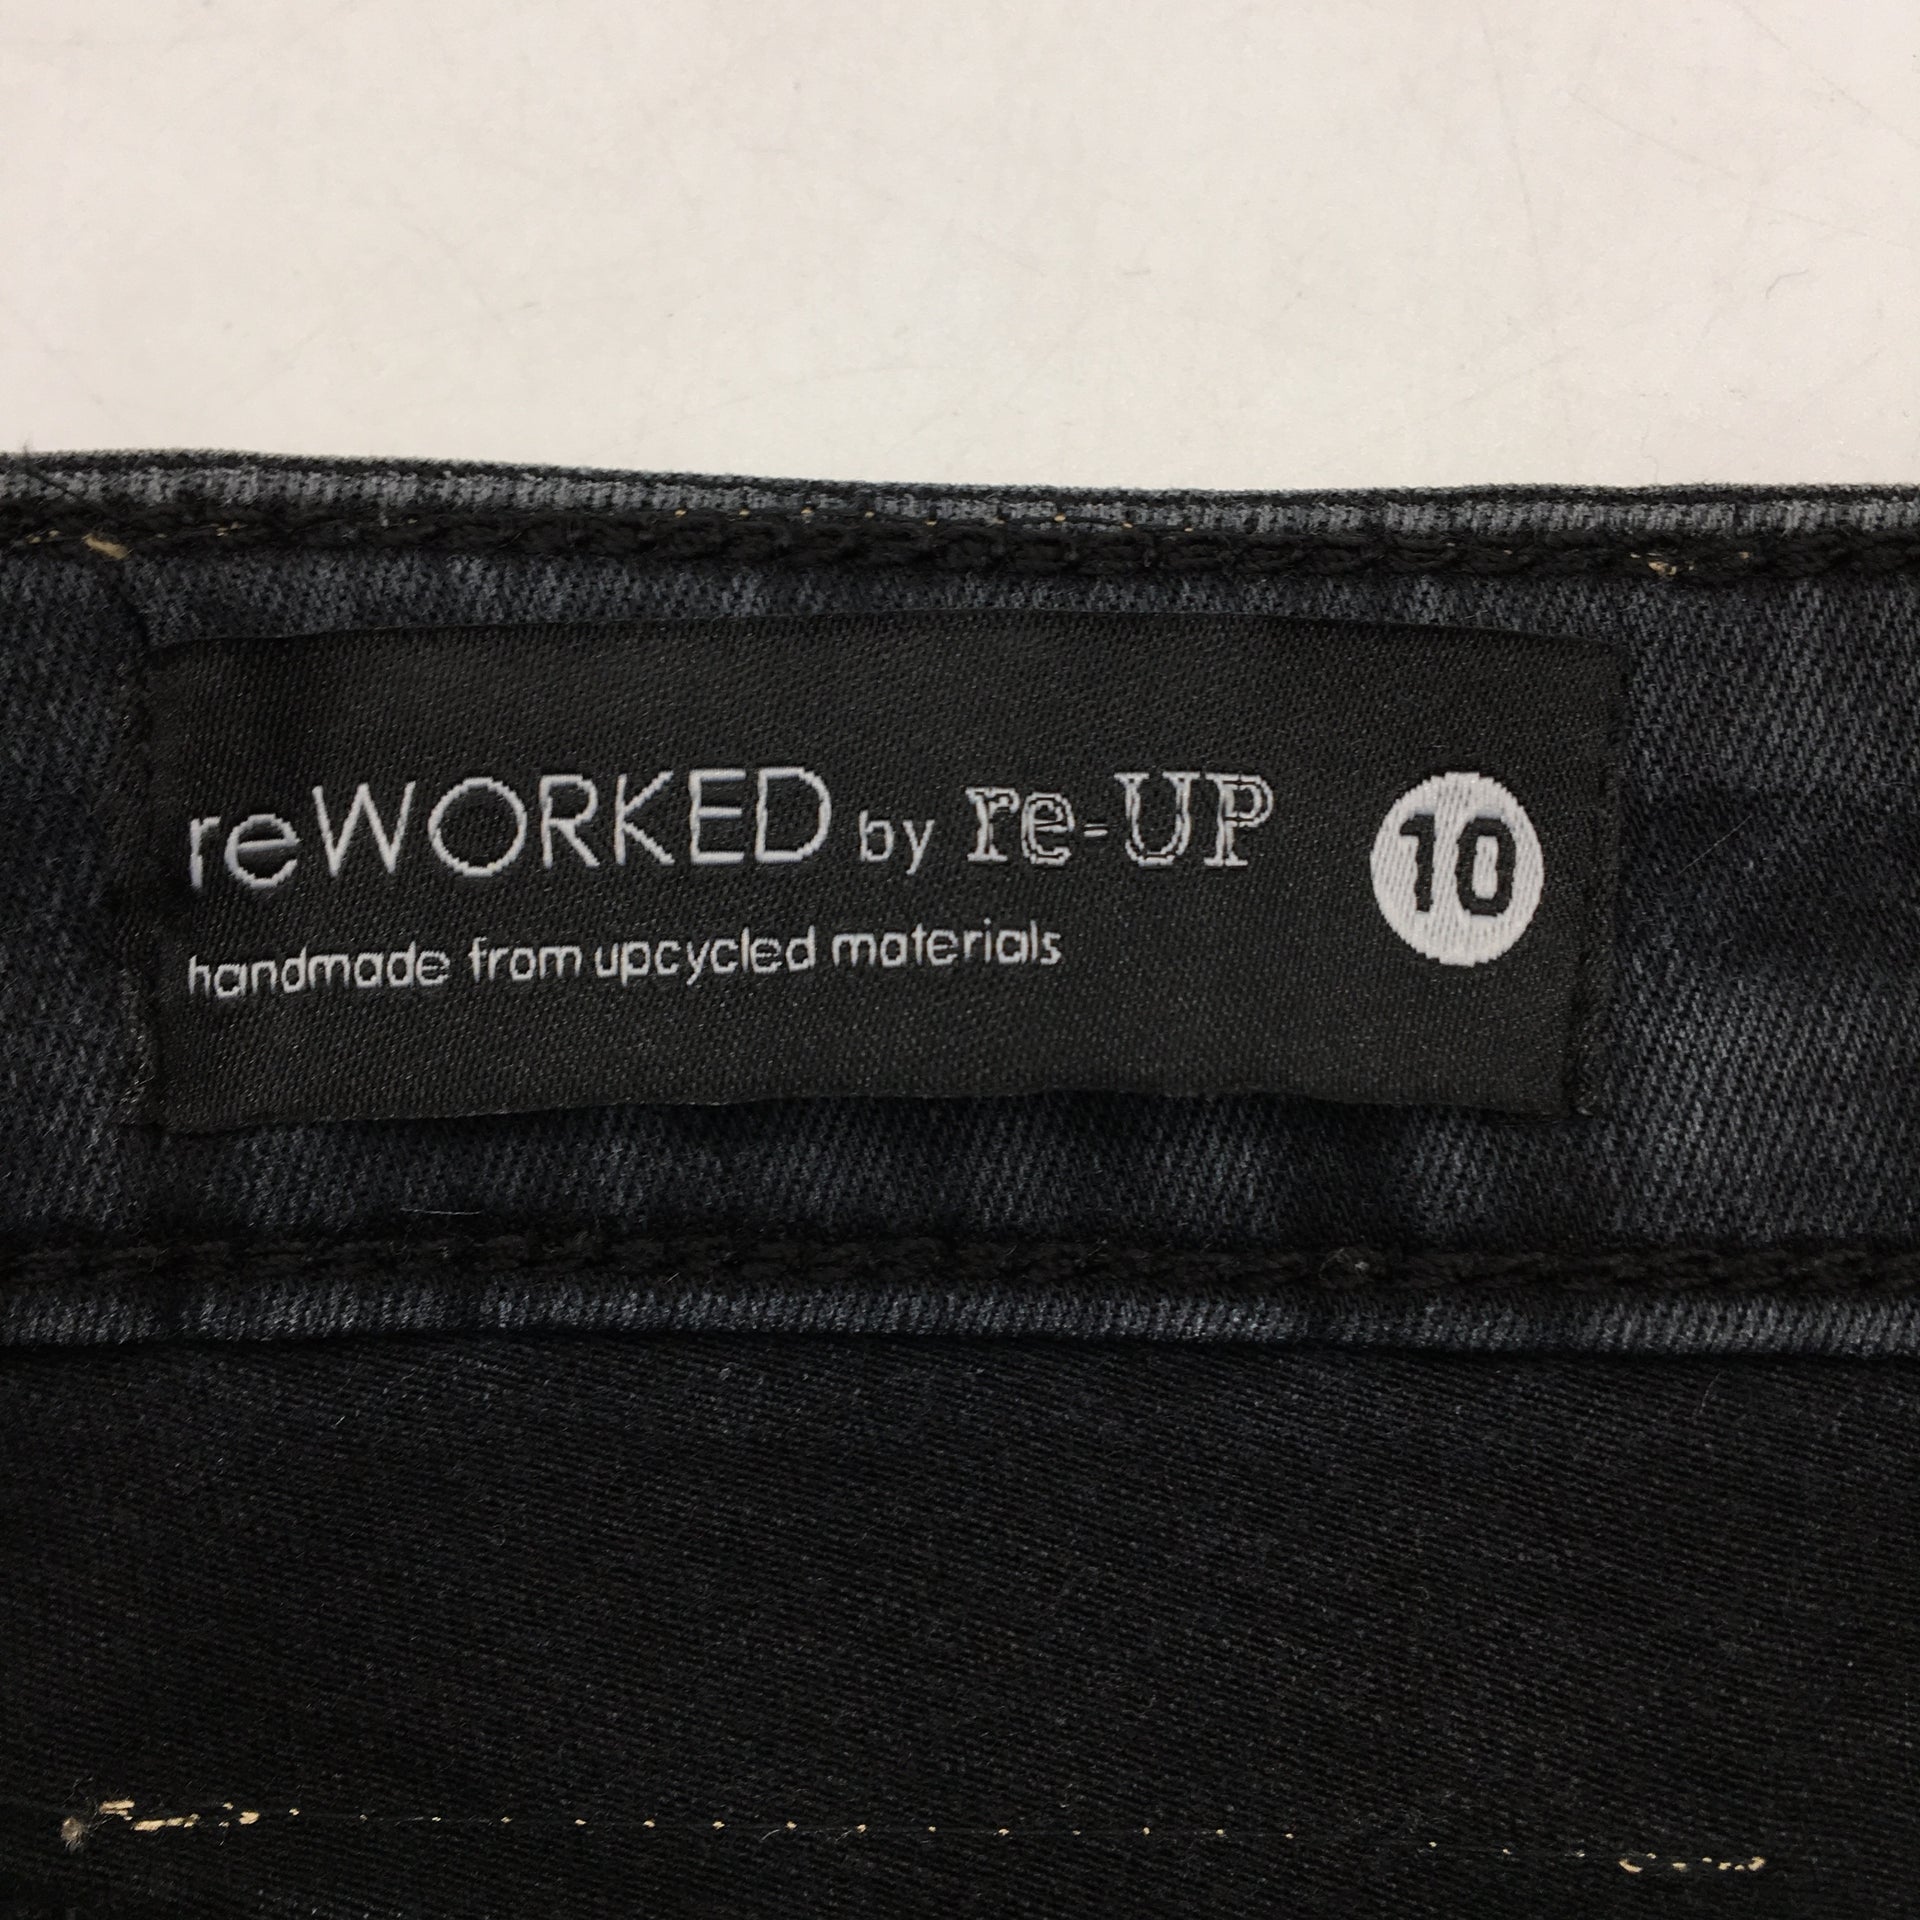 reWORKED by re-UP 10
handmade from upcycled materials